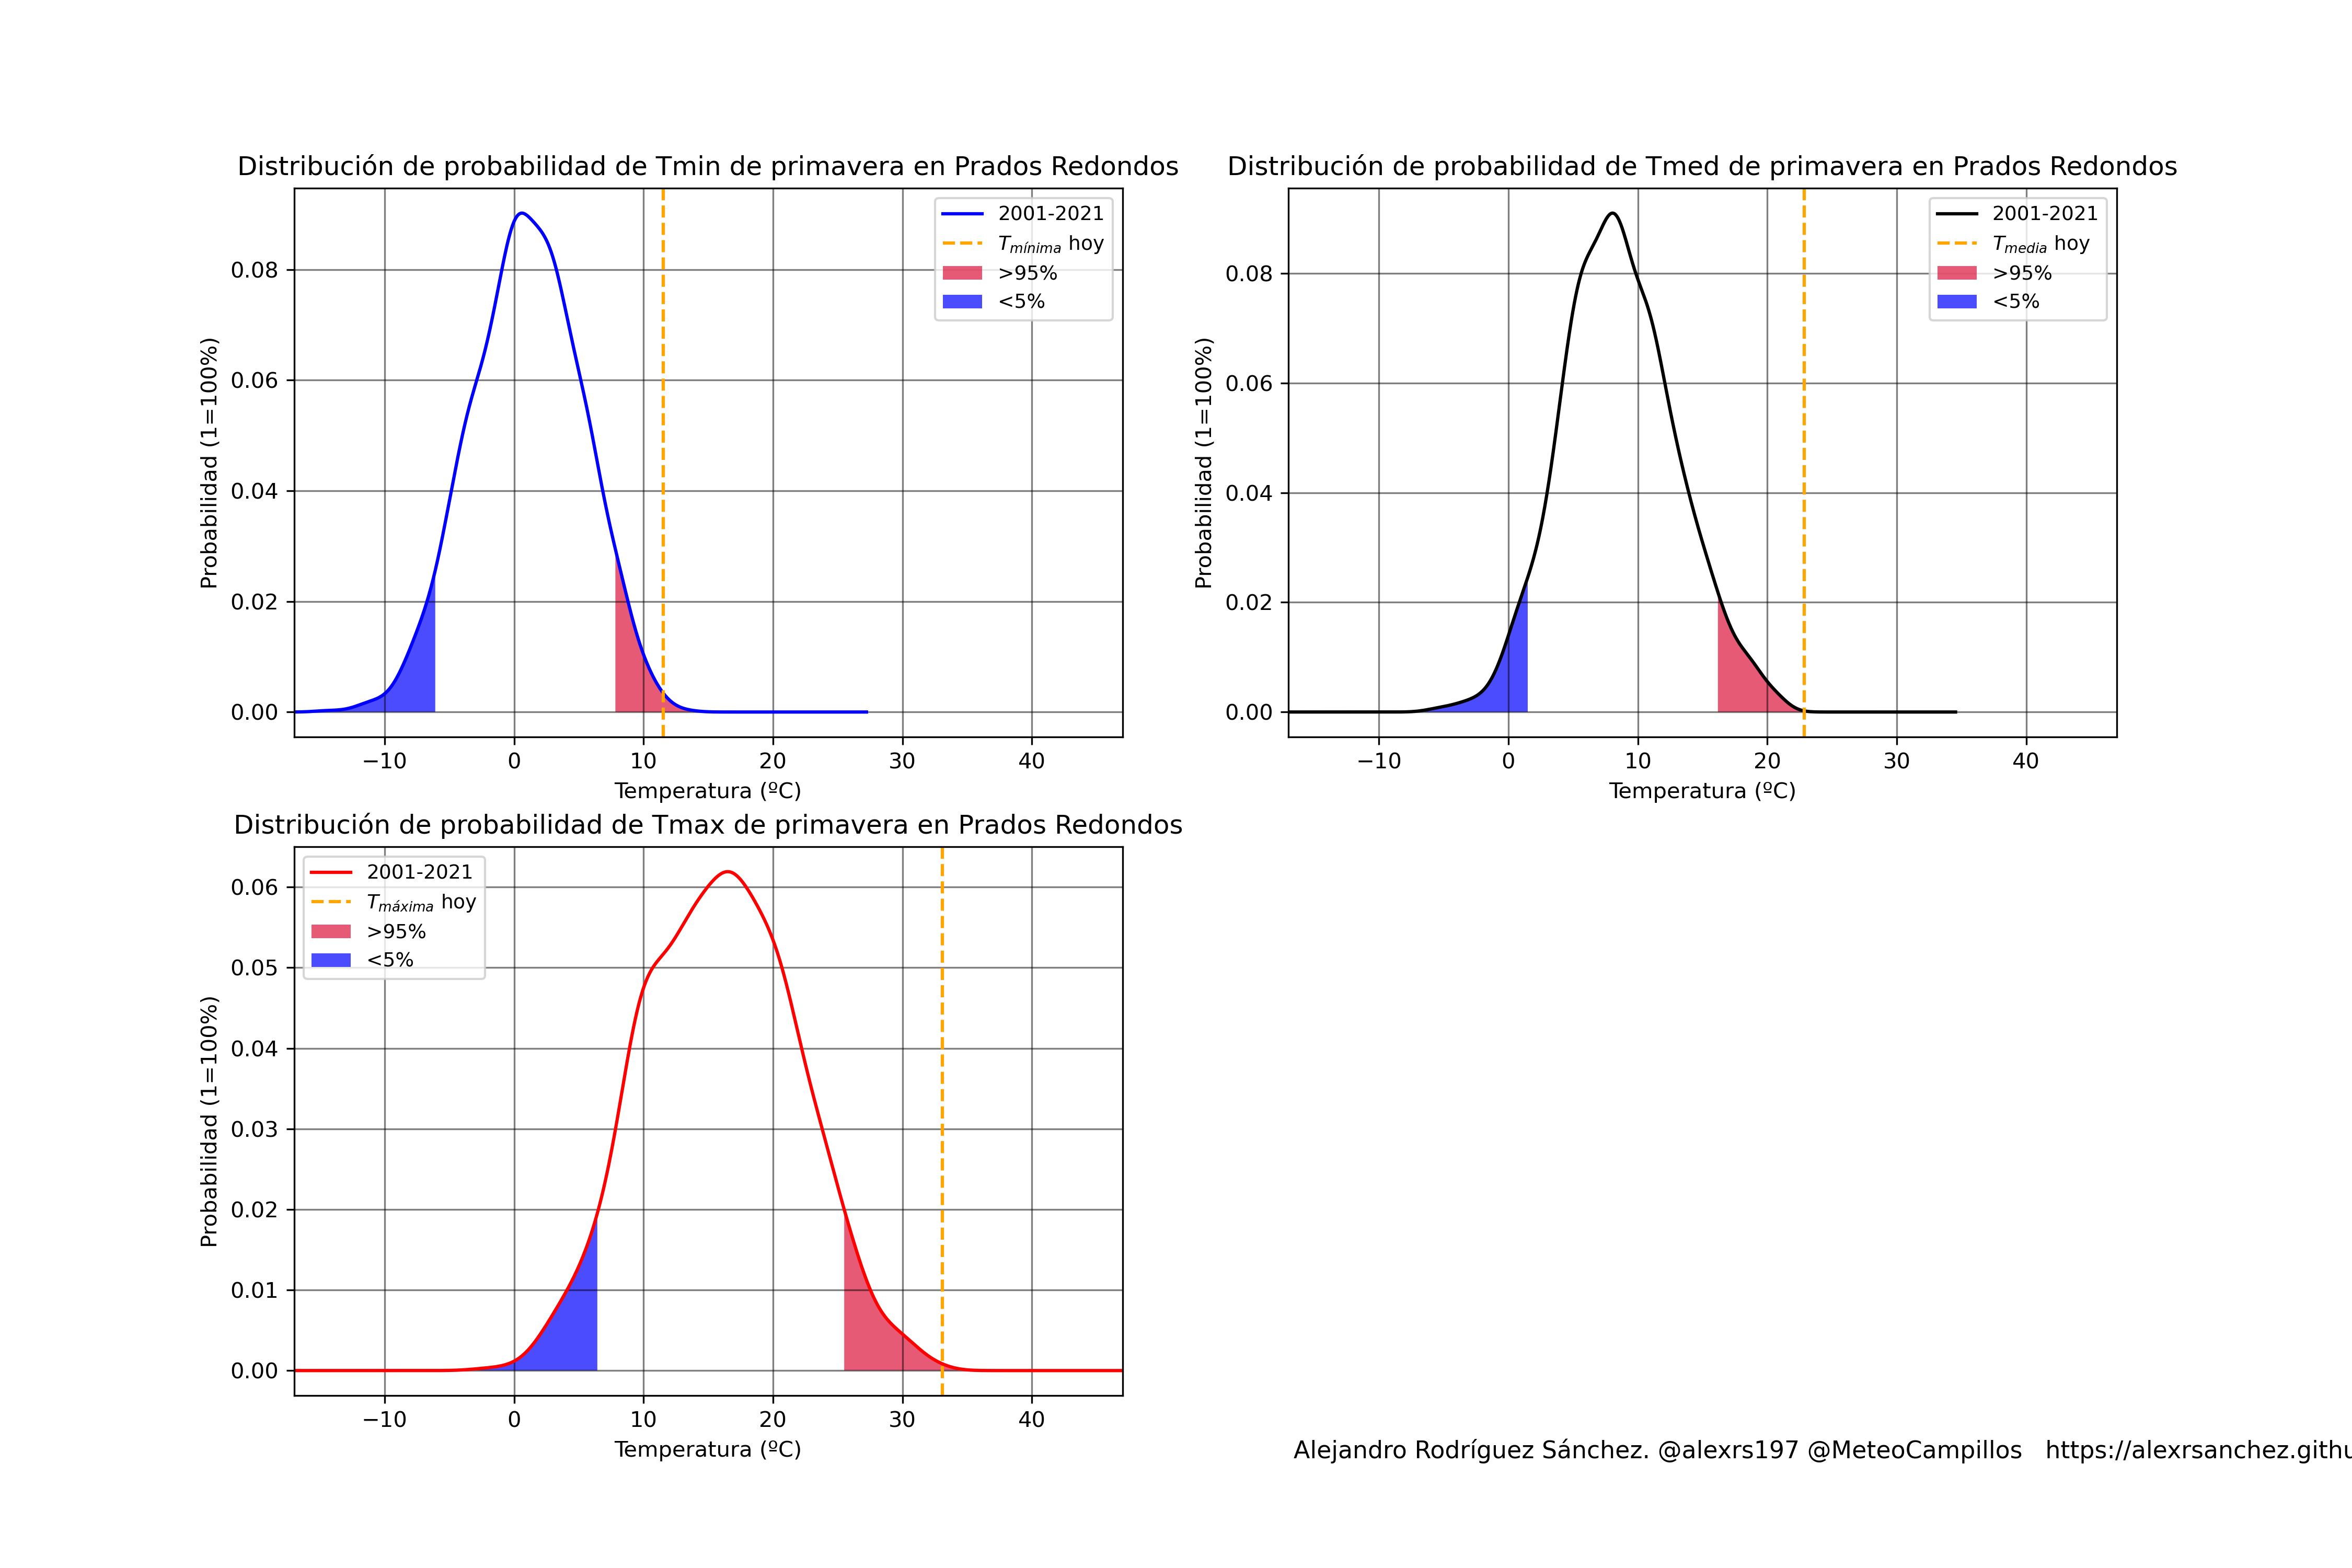 Distribución de probabilidad de Tmin de primavera en Prados Redondos
2001-2021
Tmínima hoy
>95%
<5%
0.08
0.06
0.04
0.02
0.00
Probabilidad (1=100%)
−10 0 10 20 30 40
Temperatura (ºC)
Distribución de probabilidad de Tmed de primavera en Prados Redondos
2001-2021
Tmedia hoy
>95%
<5%
0.08
0.06
0.04
0.02
0.00
Probabilidad (1=100%)
−10 0 10 20 30 40
Temperatura (ºC)
Distribución de probabilidad de Tmax de primavera en Prados Redondos
2001-2021
Tmáxima hoy
>95%
<5%
0.06
0.05
0.04
0.03
0.02
0.01
0.00
Probabilidad (1=100%)
−10 0 10 20 30 40
Temperatura (ºC)
Alejandro Rodríguez Sánchez. @alexrs197 @MeteoCampillos https://alexrsanchez.githu